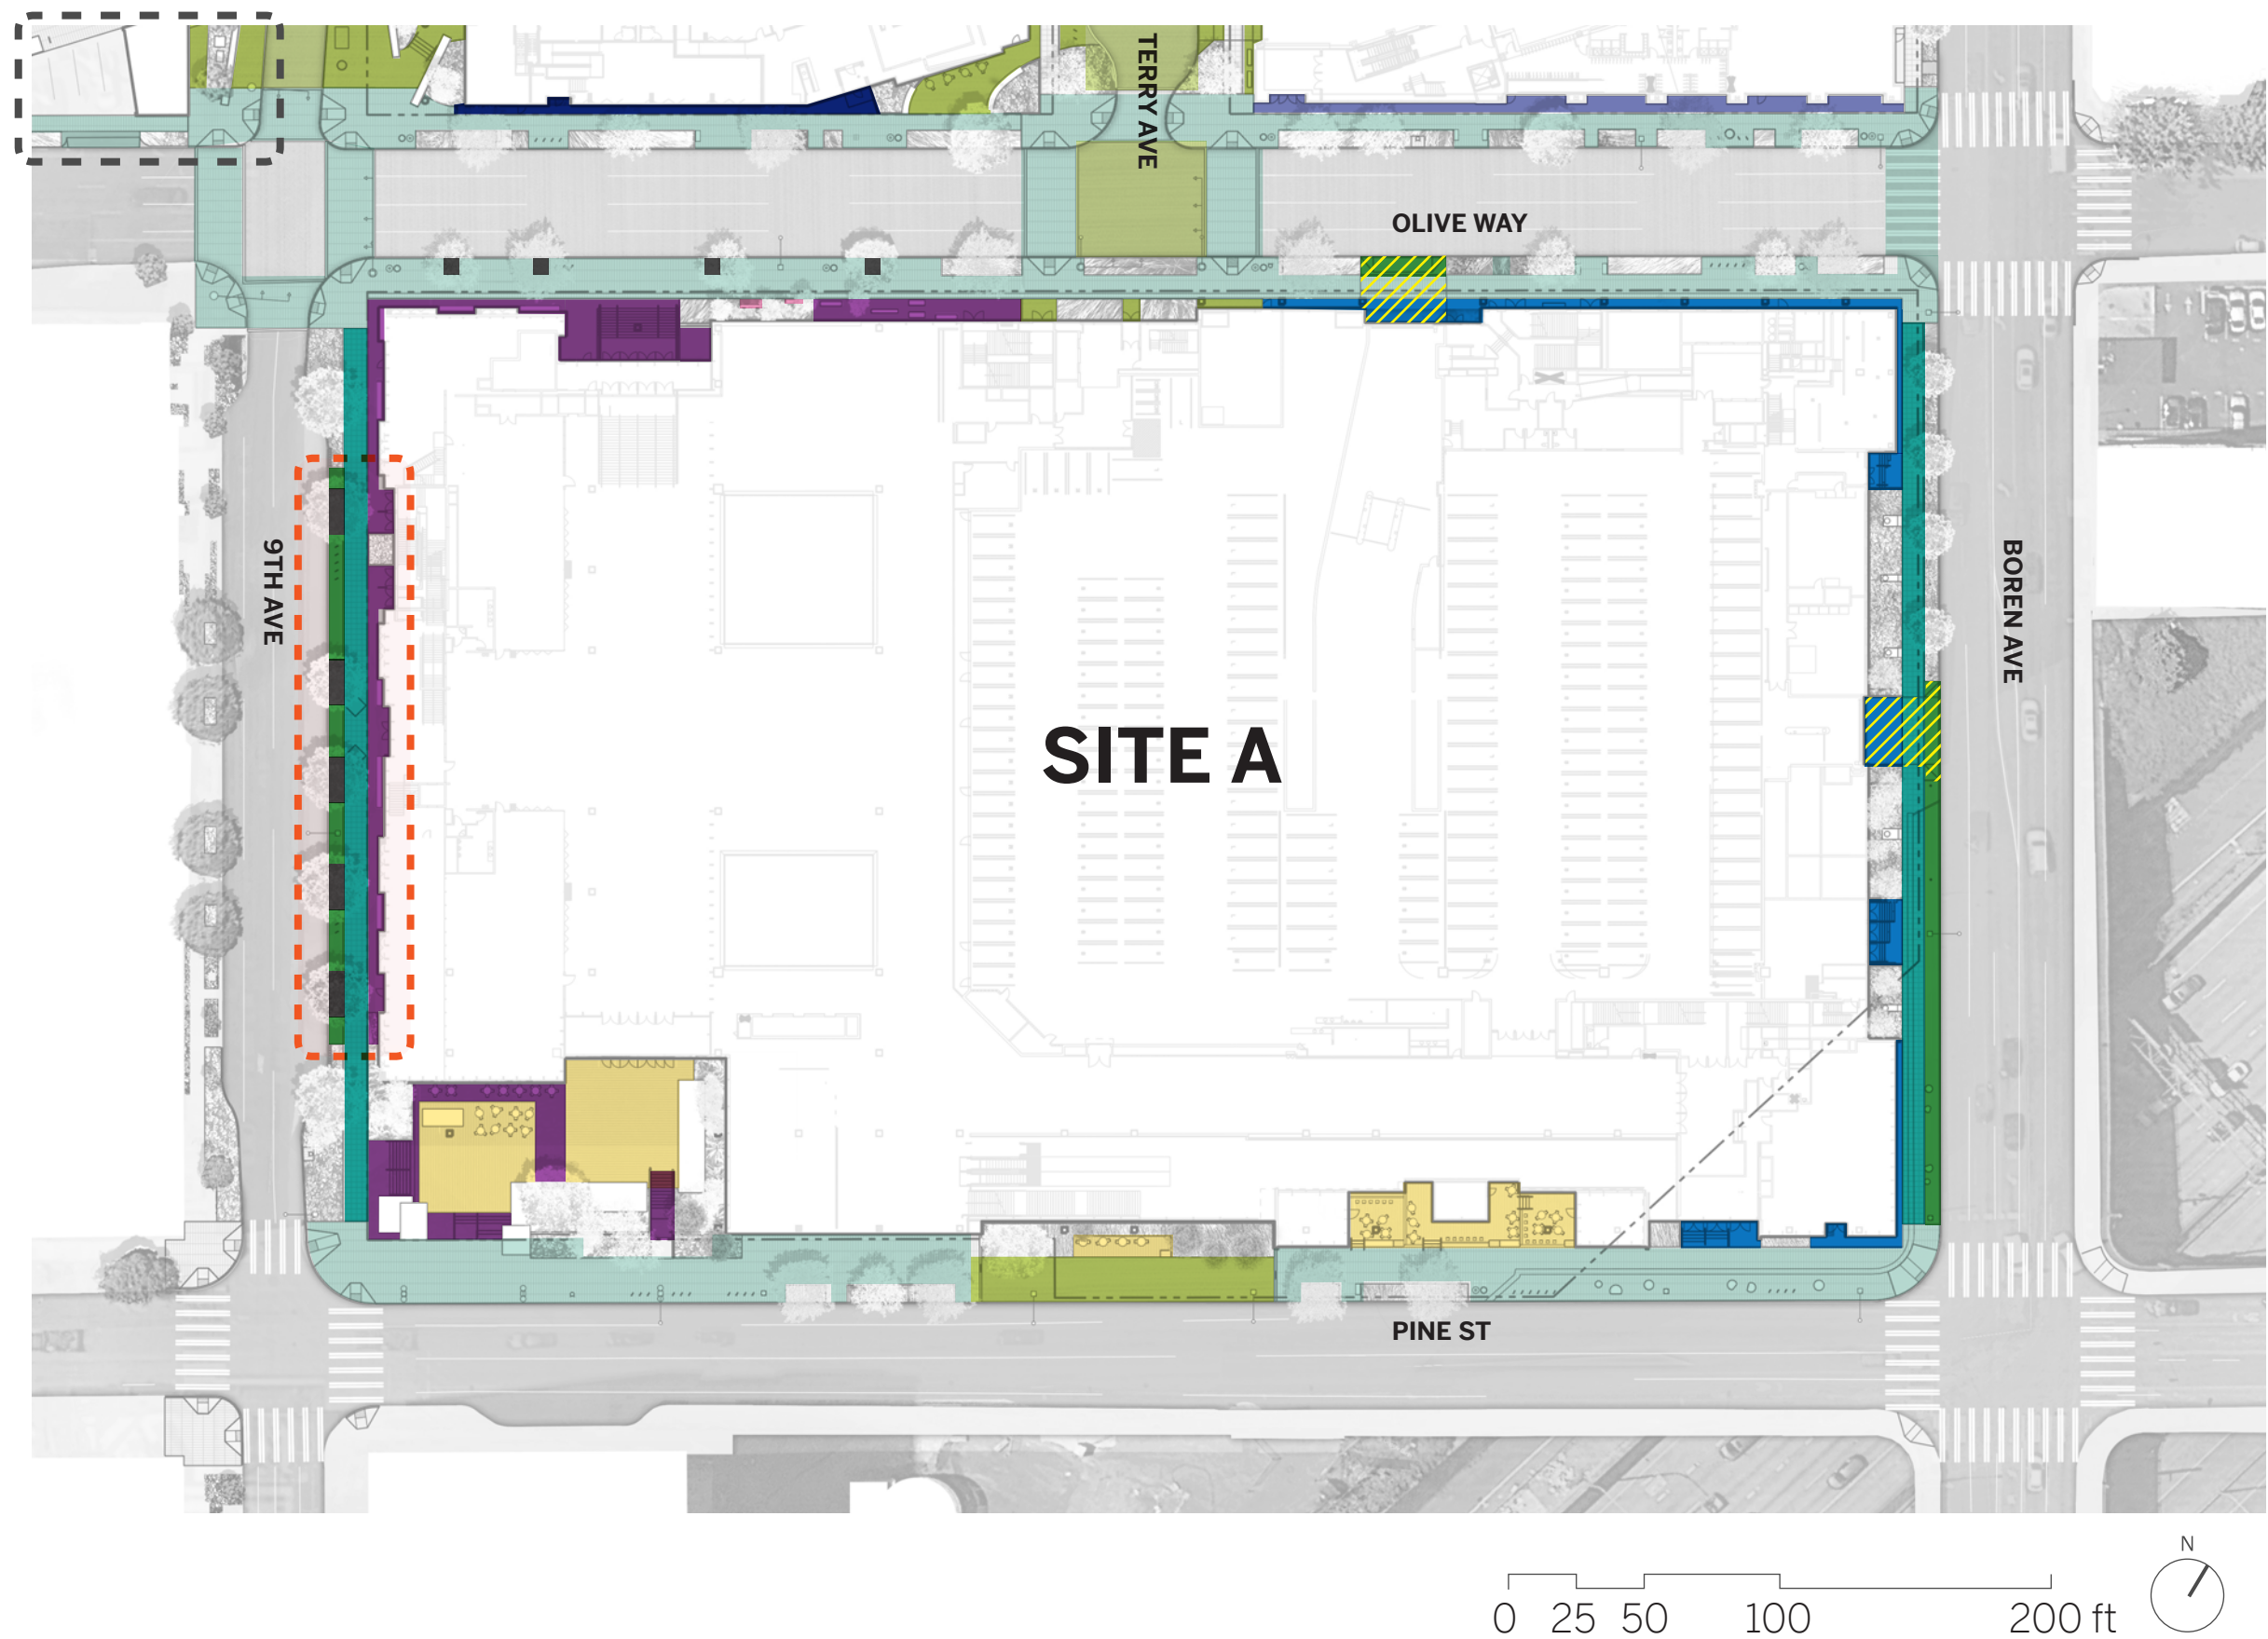 TERRY AVE
OLIVE WAY
9TH AVE
BOREN AVE
SITE A
PINE ST
N
0 25 50 100 200 ft